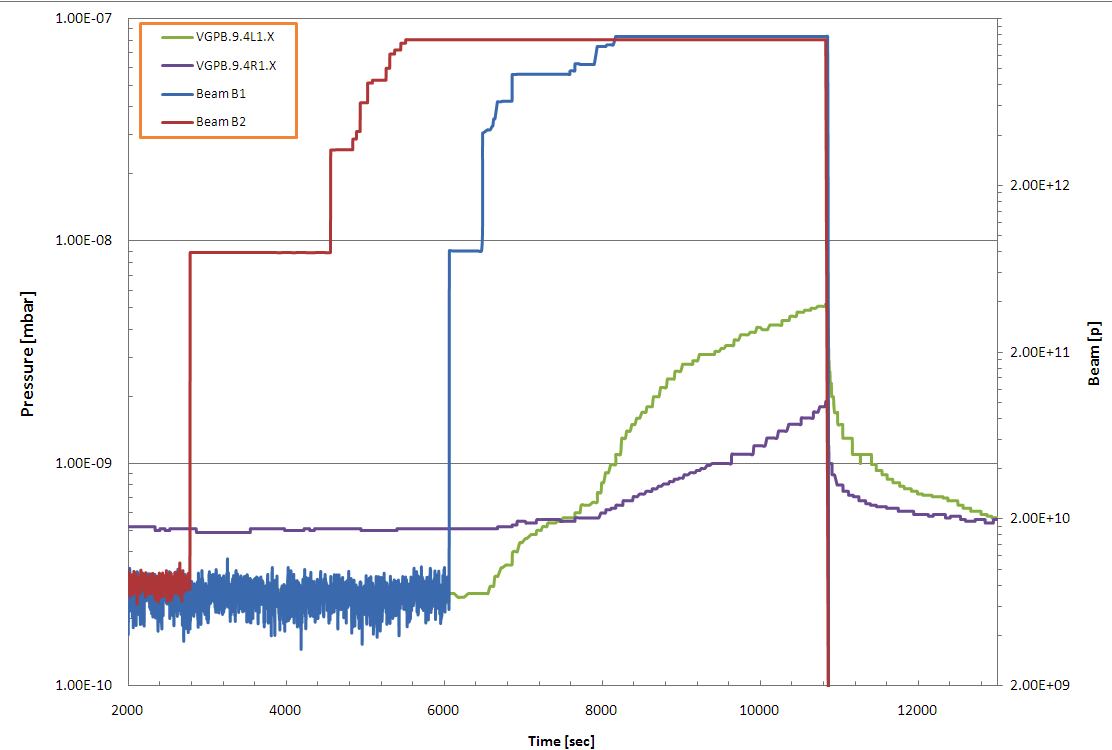 1.00E-07
VGPB.9.4L1.X
VGPB.9.4R1.X
Beam B1
Beam B2
2.00E+12
1.00E-08
Pressure [mbar]
2.00E+11
Beam [p]
1.00E-09
2.00E+10
1.00E-10
2.00E+09
2000 4000 6000 8000 10000 12000
Time [sec]